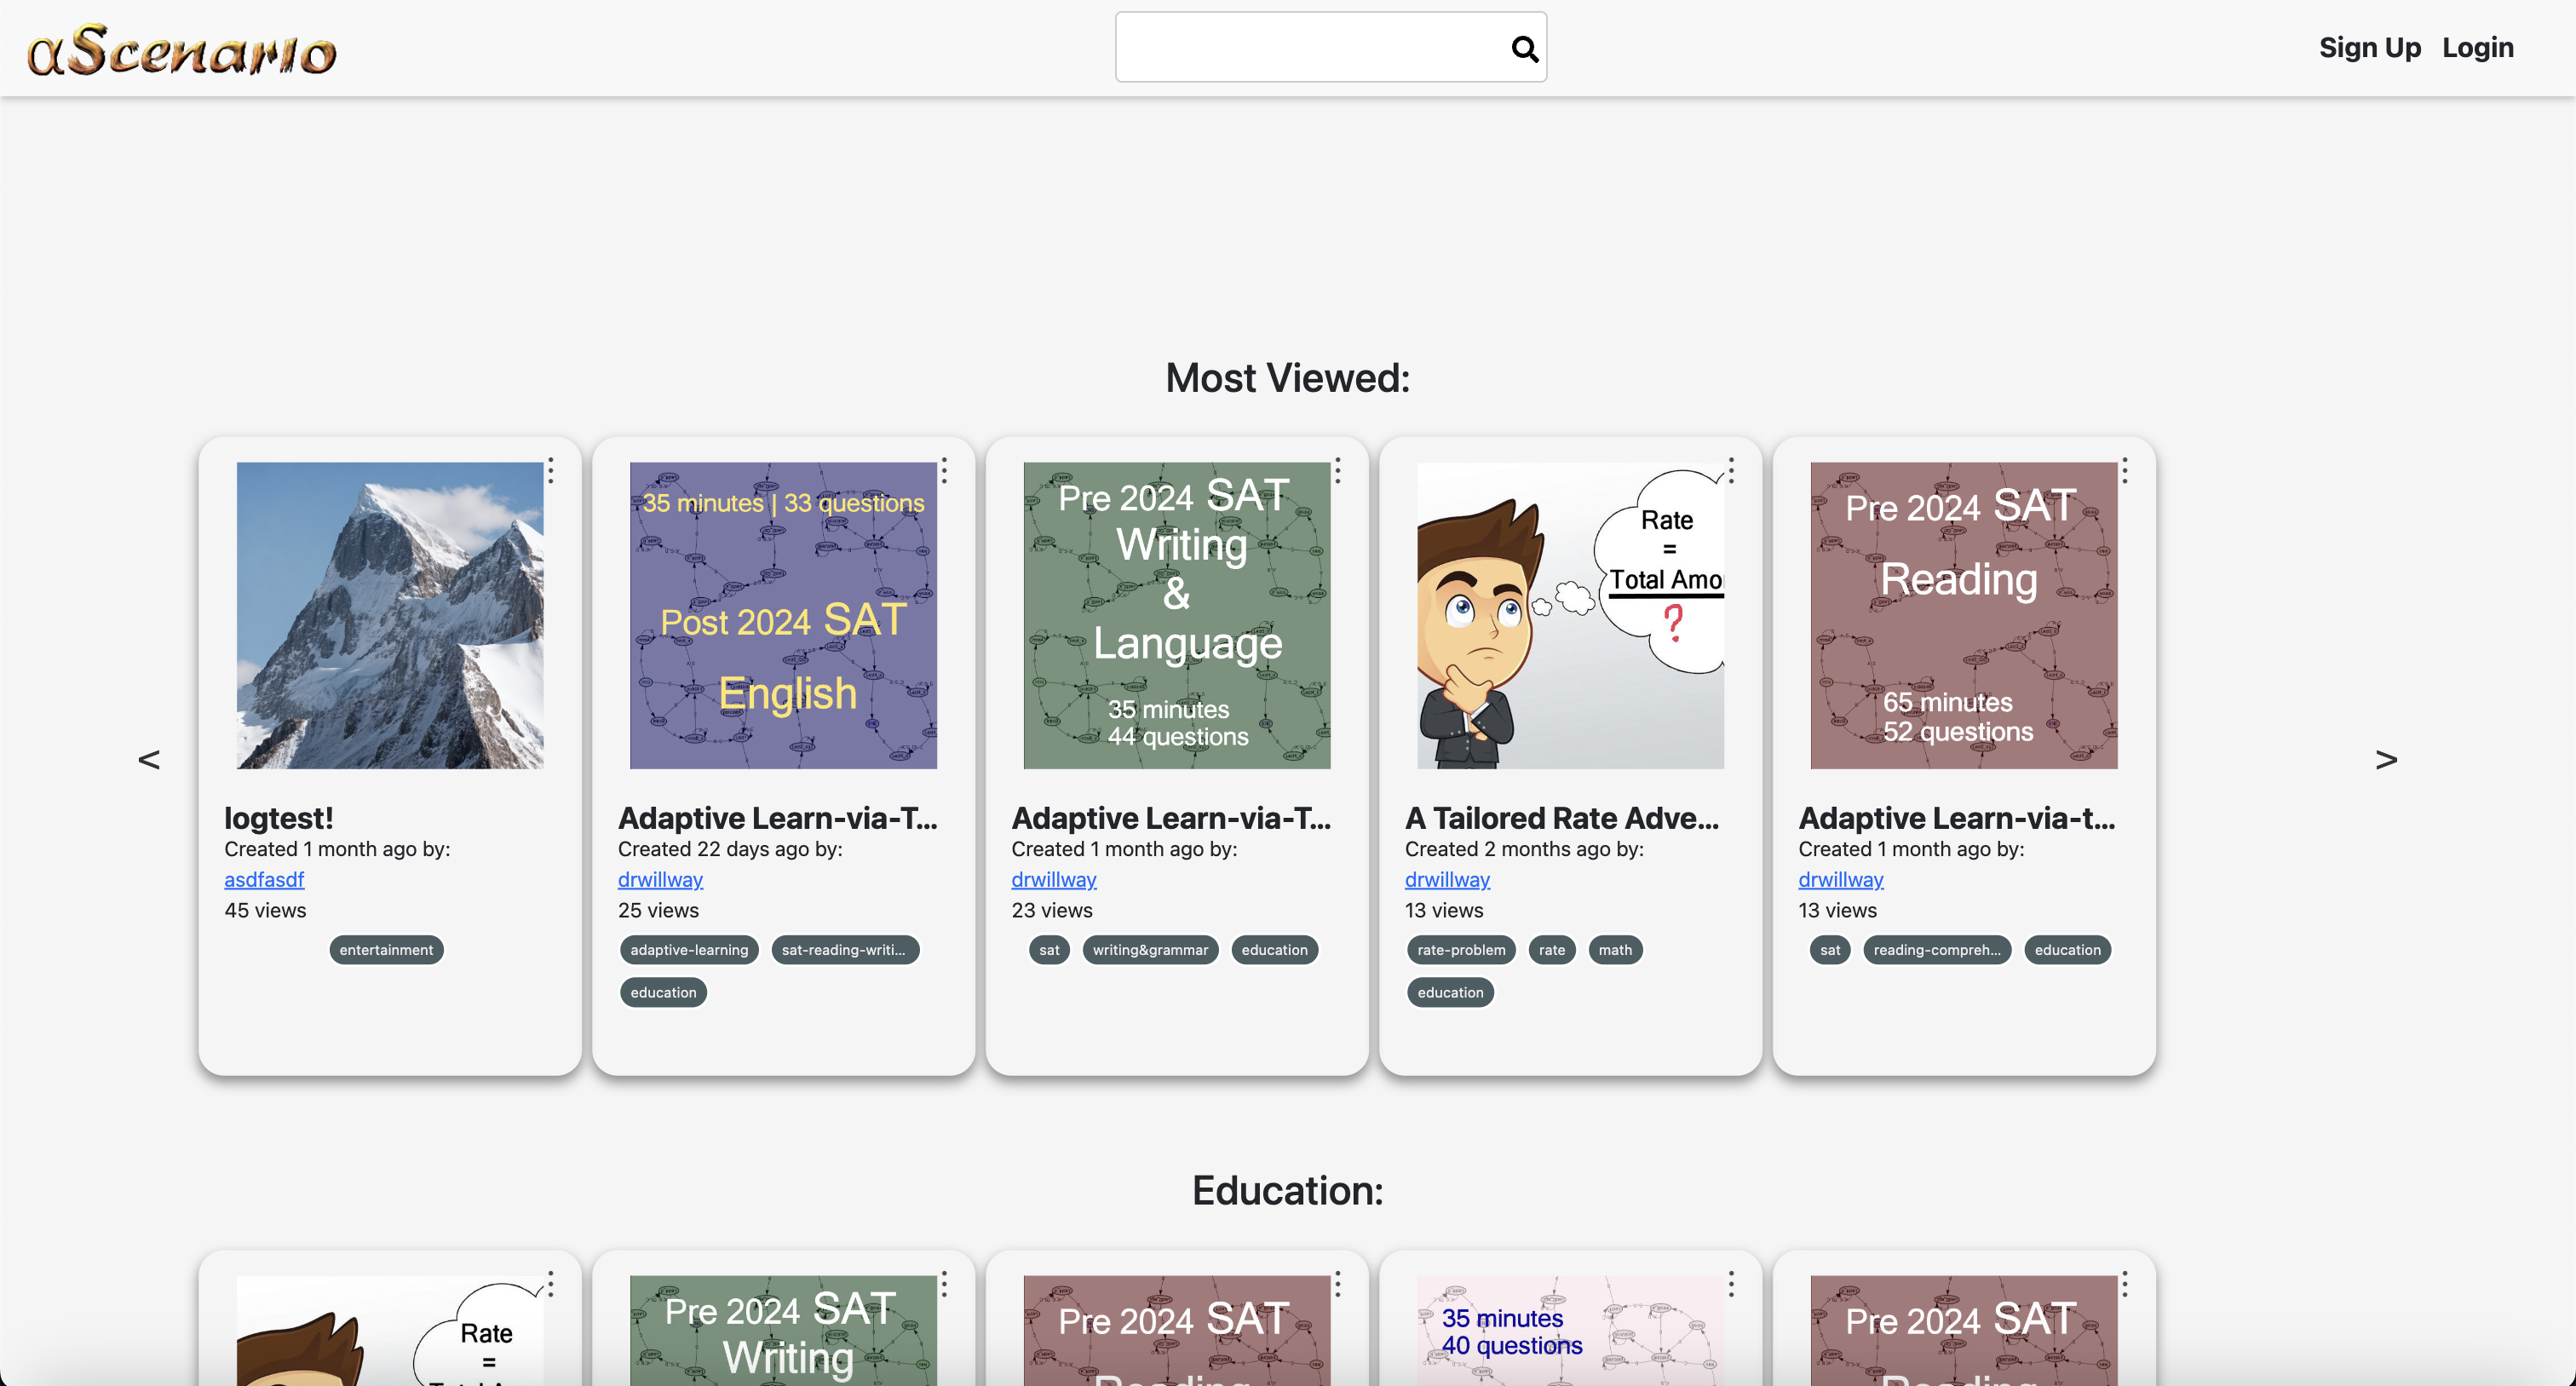 αScenario
Sign Up Login
Most Viewed:
35 minutes | 33 questions
Post 2024 SAT
English
Pre 2024 SAT
Writing
&
Language
35 minutes
44 questions
Rate
=
Total Amo
?
Pre 2024 SAT
Reading
65 minutes
52 questions
<
>
logtest!
Created 1 month ago by:
asdfasdf
45 views
entertainment
Adaptive Learn-via-T...
Created 22 days ago by:
drwillway
25 views
adaptive-learning sat-reading-writi...
education
Adaptive Learn-via-T...
Created 1 month ago by:
drwillway
23 views
sat writing&grammar education
A Tailored Rate Adve...
Created 2 months ago by:
drwillway
13 views
rate-problem rate math
education
Adaptive Learn-via-t...
Created 1 month ago by:
drwillway
13 views
sat reading-compreh... education
Education:
Rate
=
Pre 2024 SAT
Writing
Pre 2024 SAT
Reading
35 minutes
40 questions
Pre 2024 SAT
Reading